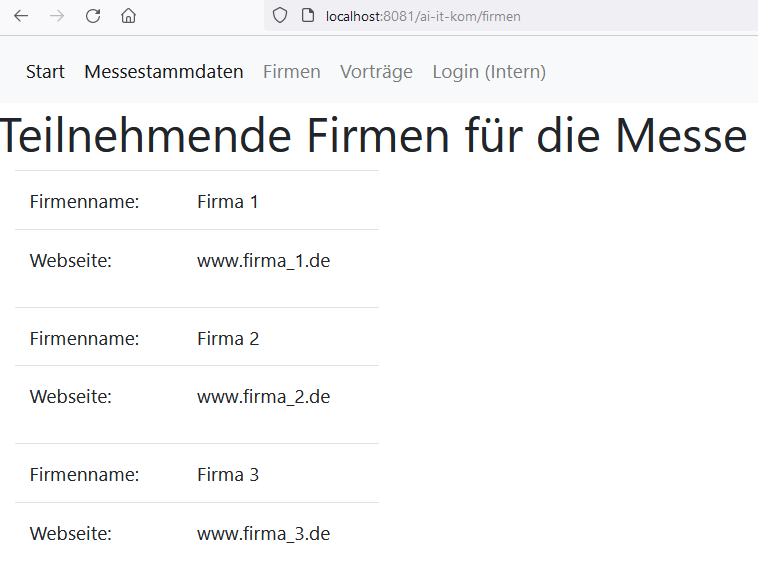 localhost:8081/ai-it-kom/firmen
Start Messestammdaten Firmen Vorträge Login (Intern)
Teilnehmende Firmen für die Messe
Firmenname: Firma 1
Webseite: www.firma_1.de
Firmenname: Firma 2
Webseite: www.firma_2.de
Firmenname: Firma 3
Webseite: www.firma_3.de